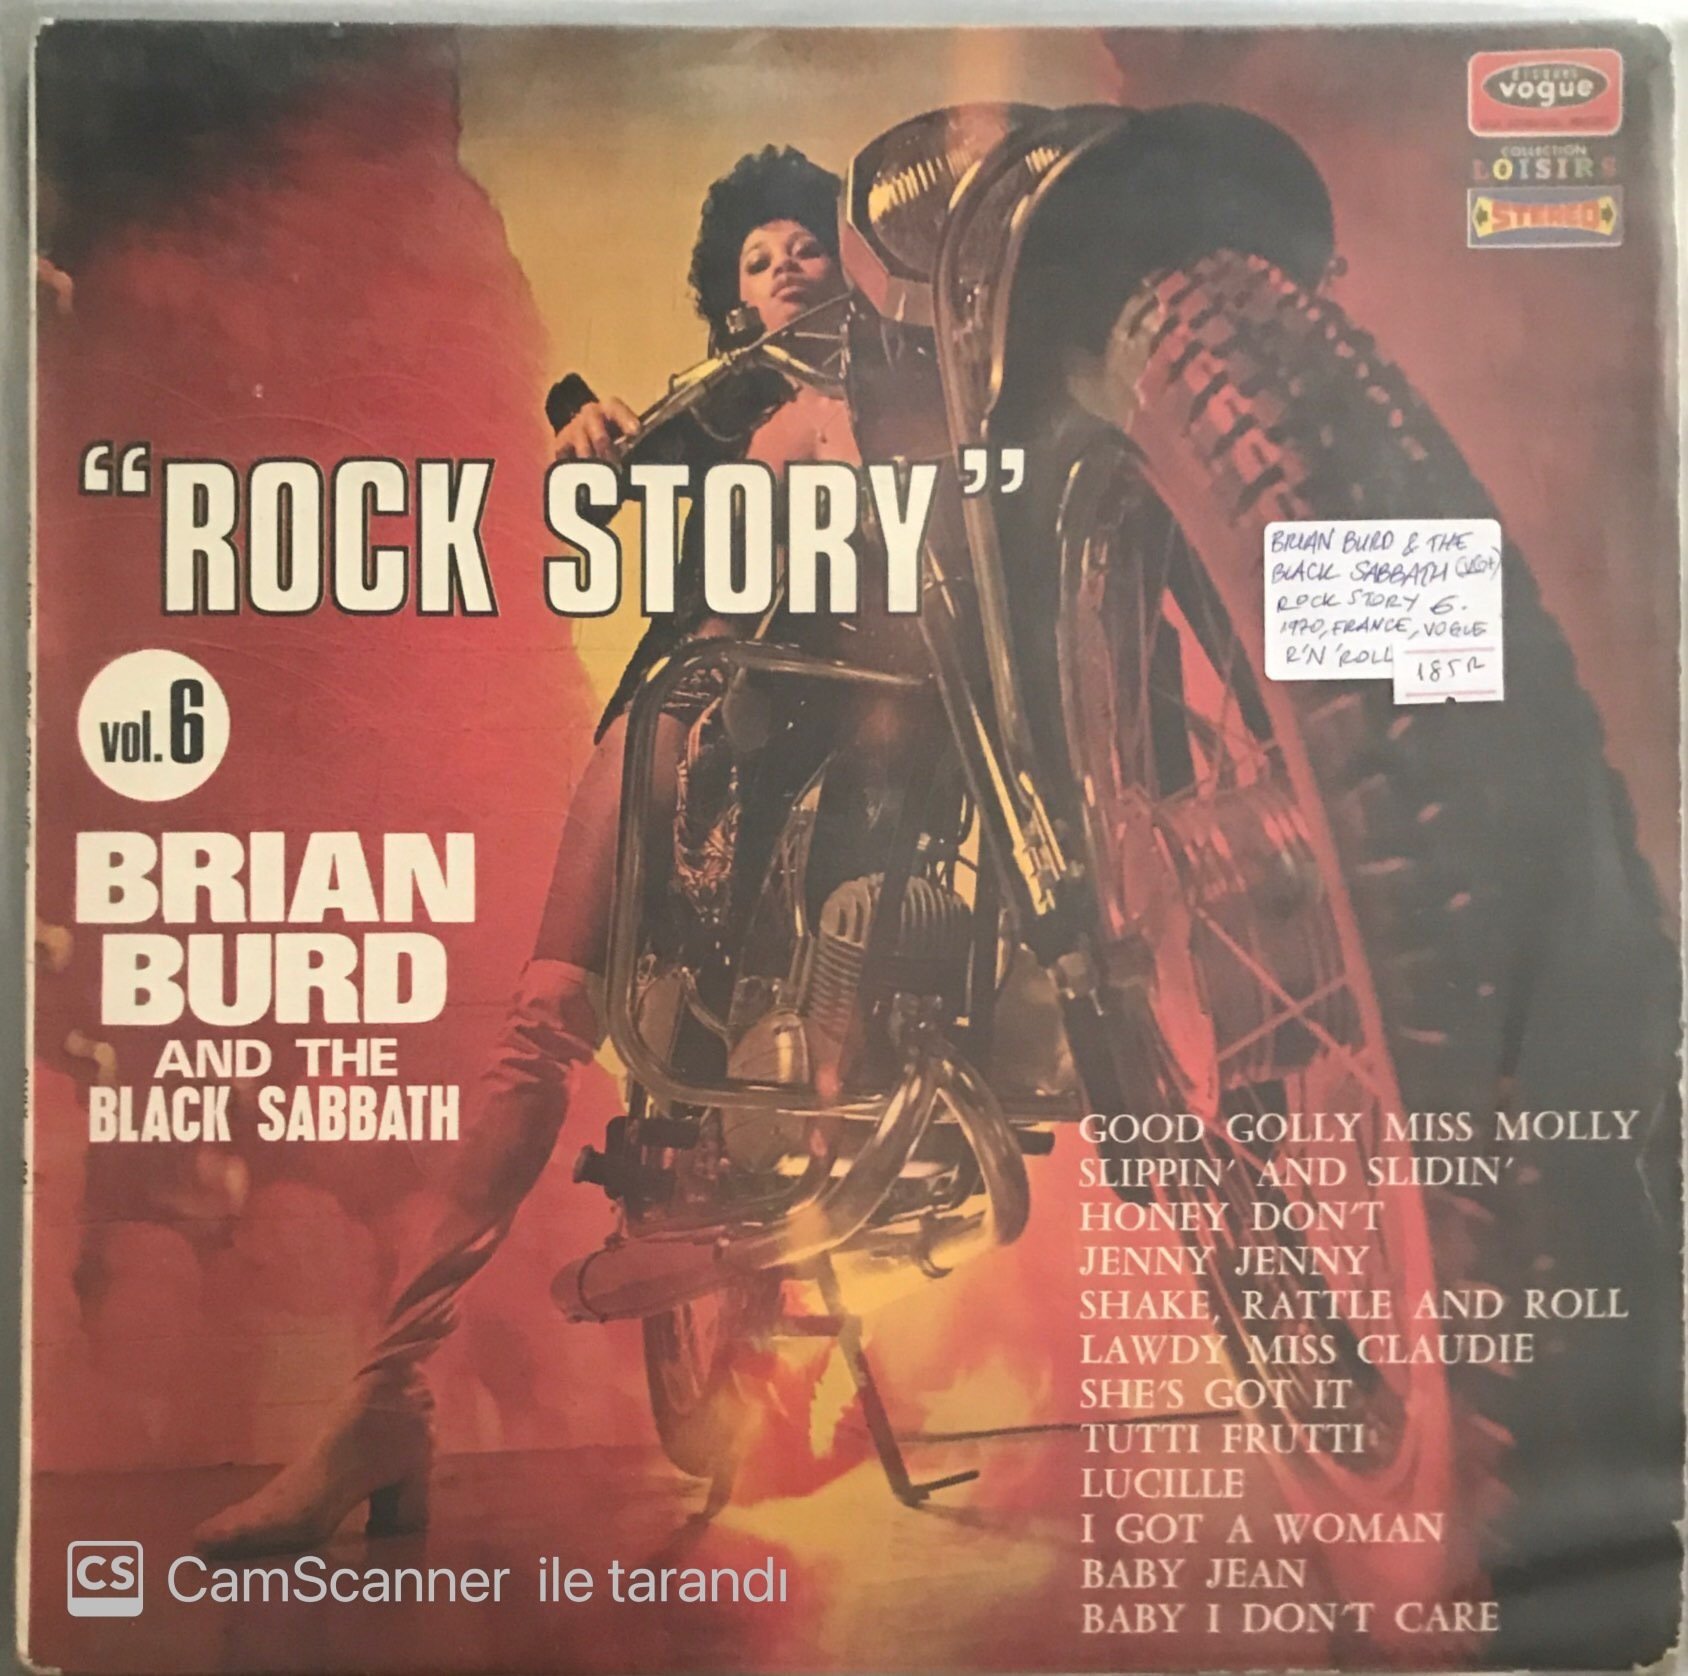 disques
vogue
COLLECTION
LOISIRS
STEREO
“ROCK STORY”
vol.6
BRIAN
BURD
AND THE
BLACK SABBATH
BRIAN BURD & THE
BLACK SABBATH (VG+)
ROCK STORY 6.
1970, FRANCE, VOGUE
R'N'ROLL
GOOD GOLLY MISS MOLLY
SLIPPIN' AND SLIDIN'
HONEY DON'T
JENNY JENNY
SHAKE, RATTLE AND ROLL
LAWDY MISS CLAUDIE
SHE'S GOT IT
TUTTI FRUTTI
LUCILLE
I GOT A WOMAN
BABY JEAN
BABY I DON'T CARE
CS CamScanner ile tarandı